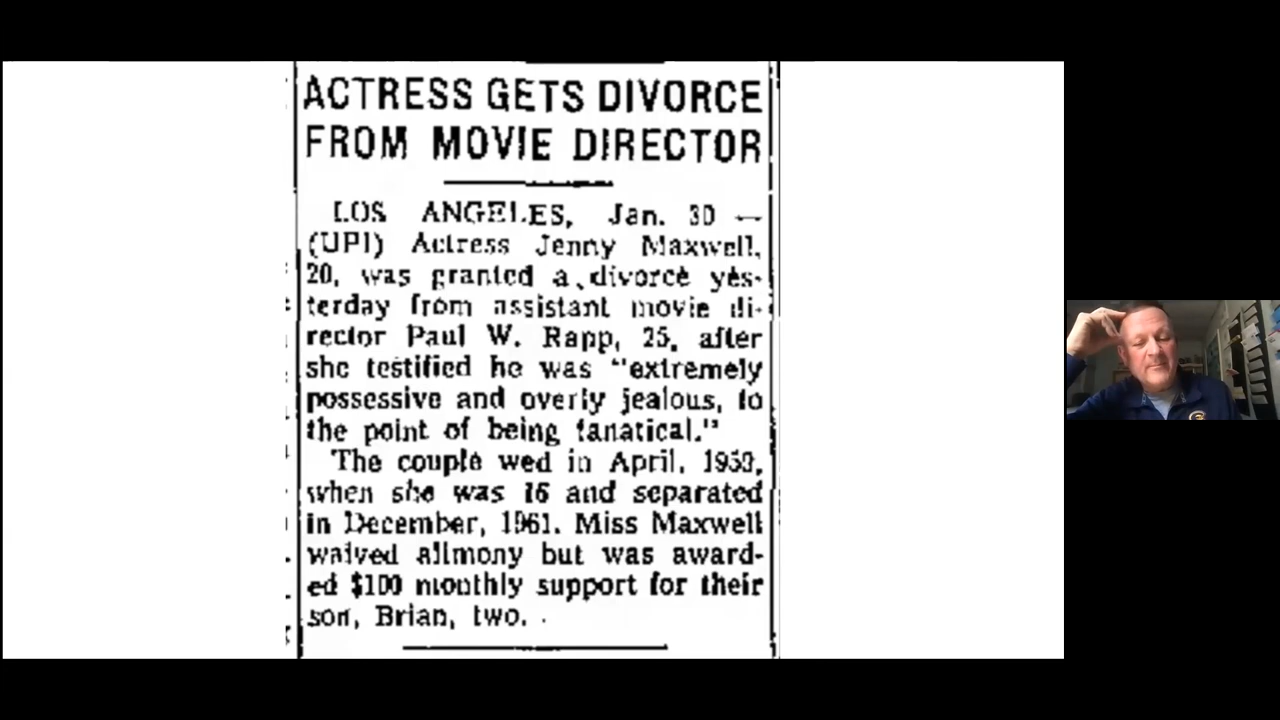 ACTRESS GETS DIVORCE
FROM MOVIE DIRECTOR
LOS ANGELES, Jan. 30 —
(UPI) Actress Jenny Maxwell,
20, was granted a divorce yes-
terday from assistant movie di-
rector Paul W. Rapp, 25, after
she testified he was "extremely
possessive and overly jealous, to
the point of being fanatical."
The couple wed in April,
when she was 16 and separated
in December, 1961. Miss Maxwell
waived alimony but was award-
ed $100 monthly support for their
son, Brian, two.